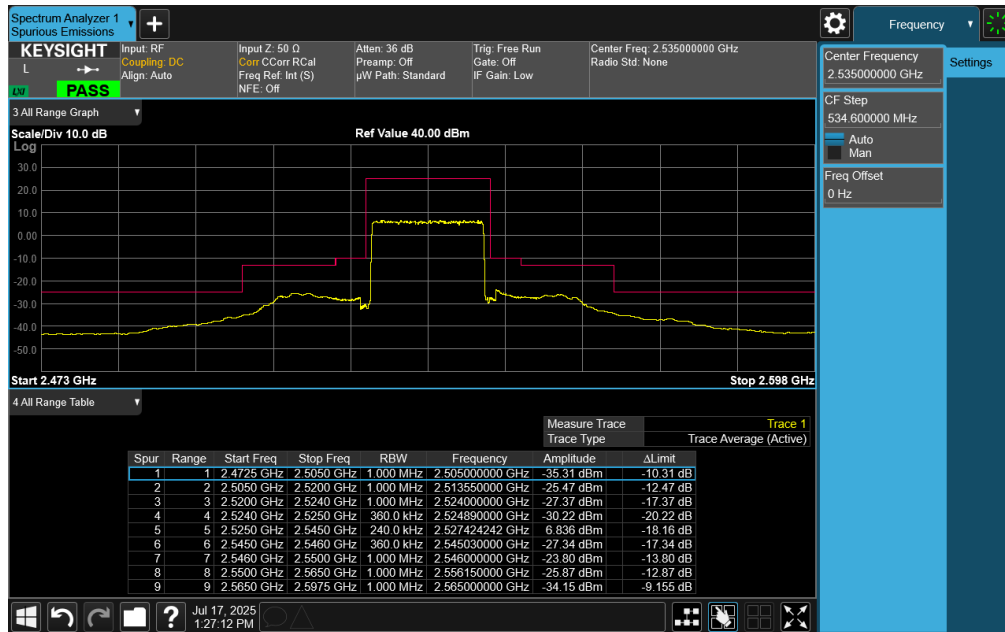 Spectrum Analyzer 1
Spurious Emissions
Frequency
KEYSIGHT Input: RF Input Z: 50 Ω Atten: 36 dB Trig: Free Run Center Freq: 2.535000000 GHz
L Coupling: DC Corr CCorr RCal Preamp: Off Gate: Off Radio Std: None
Align: Auto Freq Ref: Int (S) µW Path: Standard IF Gain: Low
LXI PASS NFE: Off
Center Frequency
2.535000000 GHz
Settings
CF Step
534.600000 MHz
Auto
Man
Freq Offset
0 Hz
3 All Range Graph
Scale/Div 10.0 dB Ref Value 40.00 dBm
Log
30.0
20.0
10.0
0.00
-10.0
-20.0
-30.0
-40.0
-50.0
Start 2.473 GHz Stop 2.598 GHz
4 All Range Table
Measure Trace Trace 1
Trace Type Trace Average (Active)
Spur Range Start Freq Stop Freq RBW Frequency Amplitude ΔLimit
1 1 2.4725 GHz 2.5050 GHz 1.000 MHz 2.505000000 GHz -35.31 dBm -10.31 dB
2 2 2.5050 GHz 2.5200 GHz 1.000 MHz 2.513550000 GHz -25.47 dBm -12.47 dB
3 3 2.5200 GHz 2.5240 GHz 1.000 MHz 2.524000000 GHz -27.37 dBm -17.37 dB
4 4 2.5240 GHz 2.5250 GHz 360.0 kHz 2.524890000 GHz -30.22 dBm -20.22 dB
5 5 2.5250 GHz 2.5450 GHz 240.0 kHz 2.527424242 GHz 6.836 dBm -18.16 dB
6 6 2.5450 GHz 2.5460 GHz 360.0 kHz 2.545030000 GHz -27.34 dBm -17.34 dB
7 7 2.5460 GHz 2.5500 GHz 1.000 MHz 2.546000000 GHz -23.80 dBm -13.80 dB
8 8 2.5500 GHz 2.5650 GHz 1.000 MHz 2.556150000 GHz -25.87 dBm -12.87 dB
9 9 2.5650 GHz 2.5975 GHz 1.000 MHz 2.565000000 GHz -34.15 dBm -9.155 dB
Jul 17, 2025
1:27:12 PM